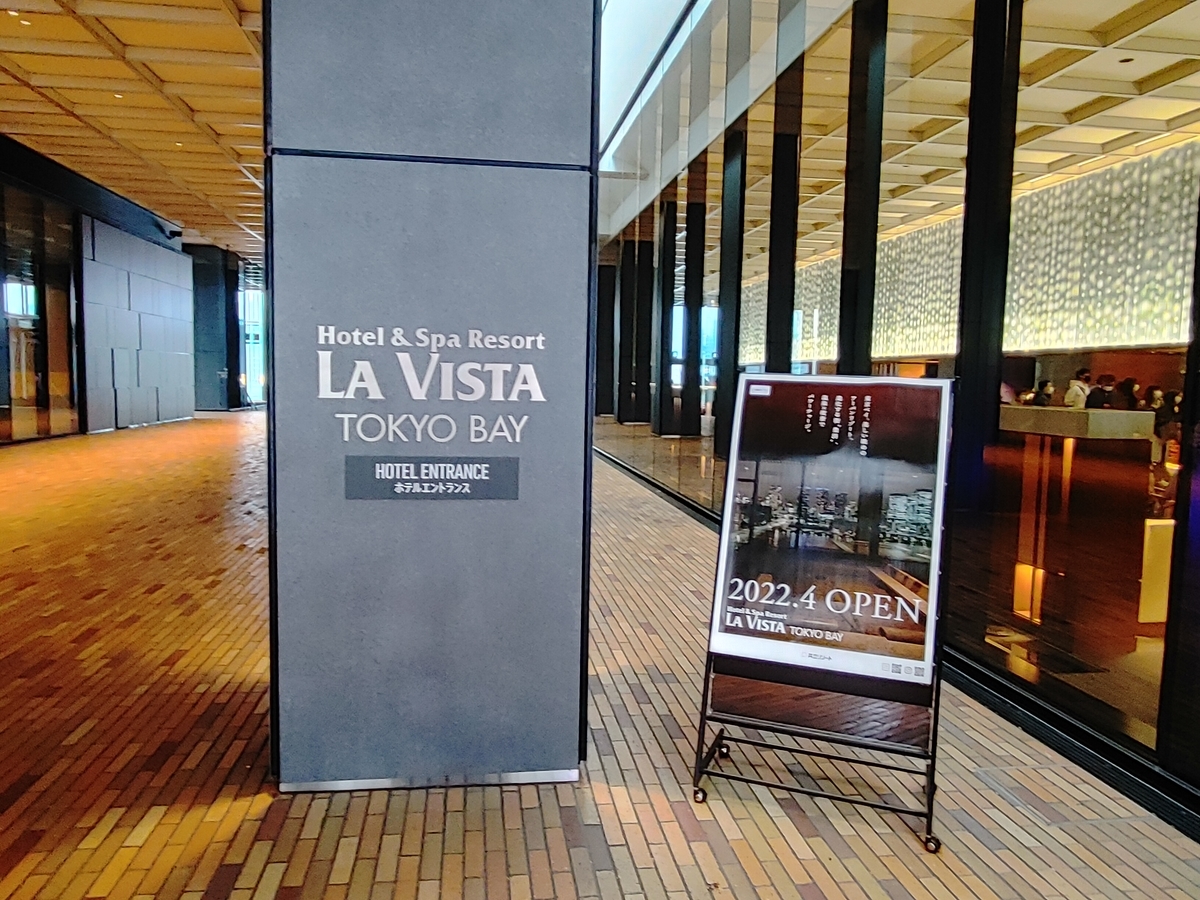 Hotel & Spa Resort
LA VISTA
TOKYO BAY
HOTEL ENTRANCE
ホテルエントランス
2022.4 OPEN
Hotel & Spa Resort
LA VISTA TOKYO BAY